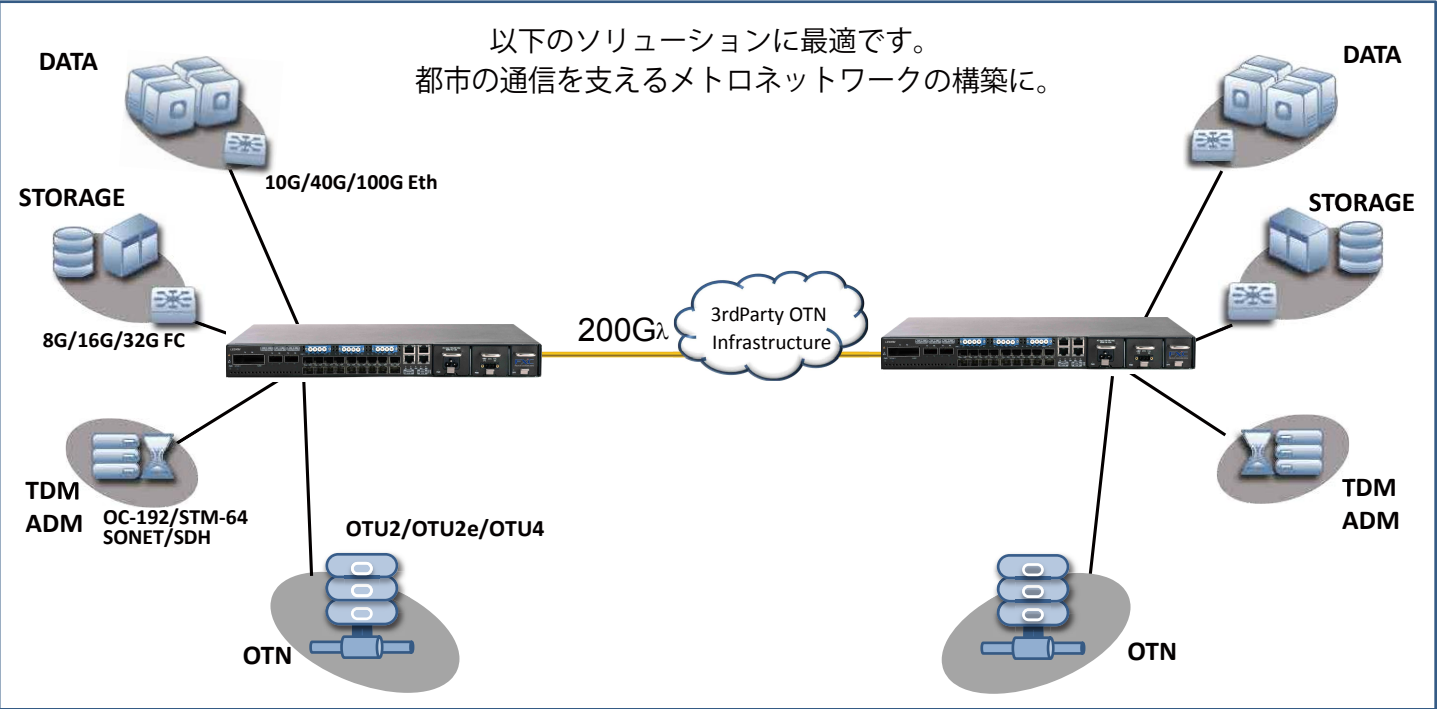 以下のソリューションに最適です。
都市の通信を支えるメトロネットワークの構築に。
DATA
10G/40G/100G Eth
STORAGE
8G/16G/32G FC
TDM
ADM
OC-192/STM-64
SONET/SDH
OTU2/OTU2e/OTU4
OTN
200Gλ
3rdParty OTN
Infrastructure
DATA
STORAGE
TDM
ADM
OTN